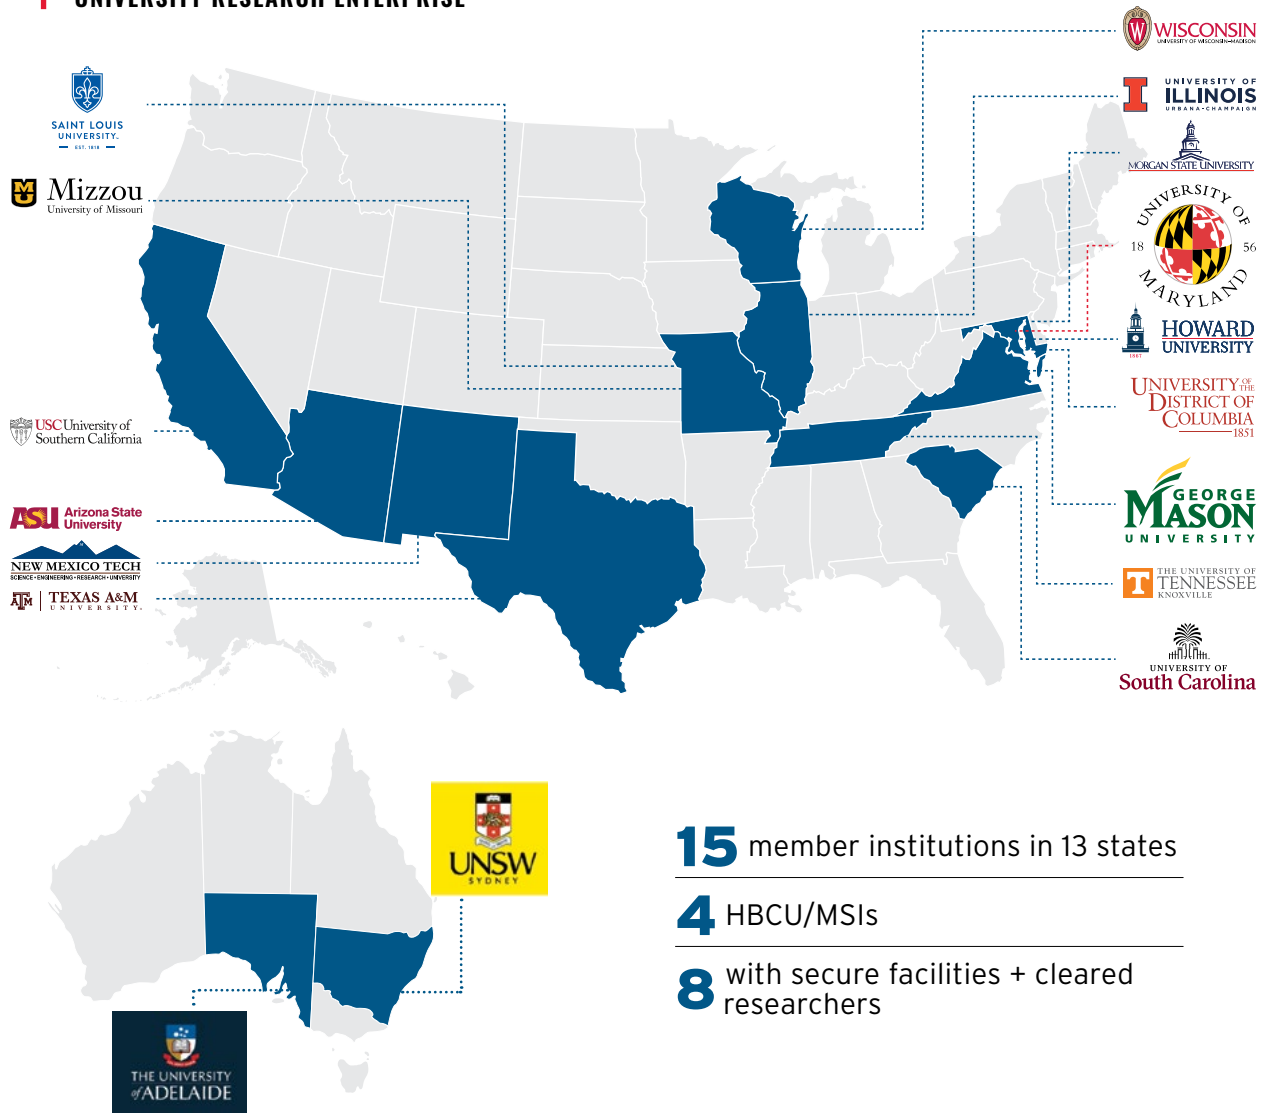 UNIVERSITY RESEARCH ENTERPRISE
SAINT LOUIS
UNIVERSITY.
EST. 1818
MU
Mizzou
University of Missouri
USC University of
Southern California
ASU Arizona State
University
NEW MEXICO TECH
SCIENCE • ENGINEERING • RESEARCH • UNIVERSITY
ATM TEXAS A&M
UNIVERSITY.
W WISCONSIN
UNIVERSITY OF WISCONSIN–MADISON
UNIVERSITY OF
I ILLINOIS
URBANA-CHAMPAIGN
MORGAN STATE UNIVERSITY
UNIVERSITY OF
18 56
MARYLAND
HOWARD
UNIVERSITY
1867
UNIVERSITY OF THE
DISTRICT OF
COLUMBIA
1851
GEORGE
MASON
UNIVERSITY
T THE UNIVERSITY OF
TENNESSEE
KNOXVILLE
UNIVERSITY OF
South Carolina
UNSW
SYDNEY
THE UNIVERSITY
of ADELAIDE
15 member institutions in 13 states
4 HBCU/MSIs
8 with secure facilities + cleared
researchers